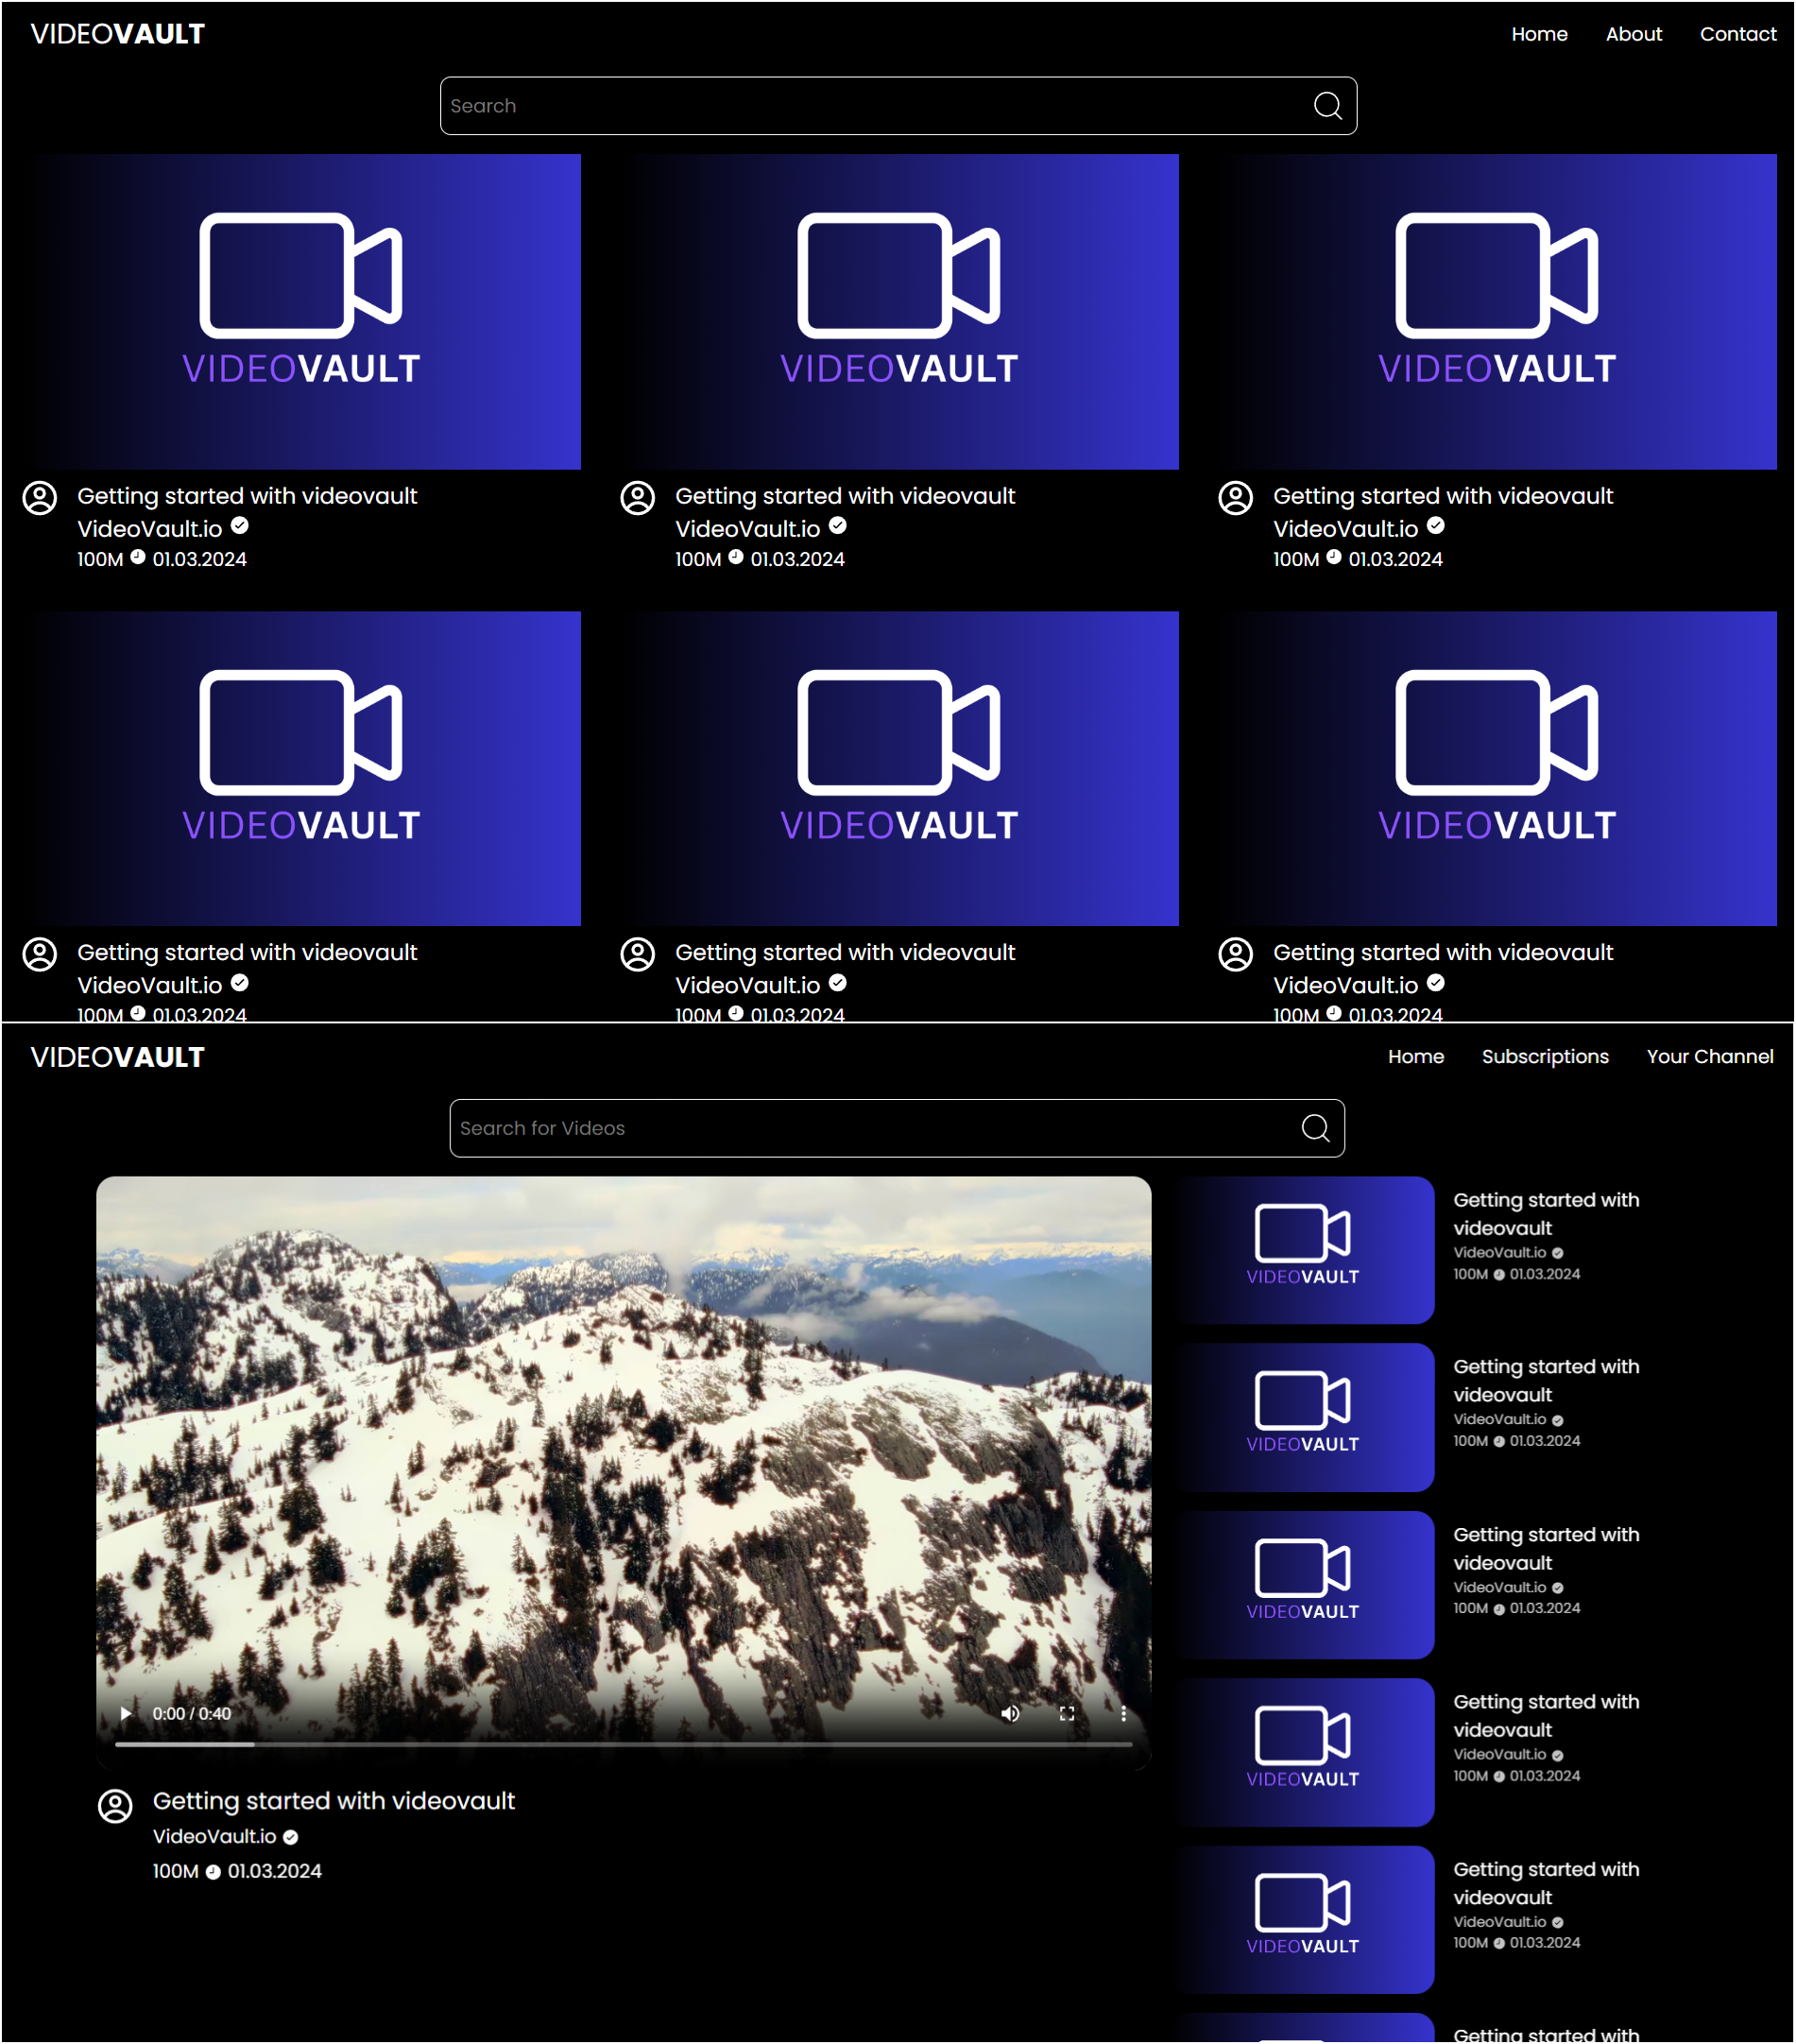 VIDEOVAULT
Home About Contact
Search
VIDEOVAULT
VIDEOVAULT
VIDEOVAULT
Getting started with videovault
VideoVault.io
100M 01.03.2024
Getting started with videovault
VideoVault.io
100M 01.03.2024
Getting started with videovault
VideoVault.io
100M 01.03.2024
VIDEOVAULT
VIDEOVAULT
VIDEOVAULT
Getting started with videovault
VideoVault.io
100M 01.03.2024
Getting started with videovault
VideoVault.io
100M 01.03.2024
Getting started with videovault
VideoVault.io
100M 01.03.2024
VIDEOVAULT
Home Subscriptions Your Channel
Search for Videos
0:00 / 0:40
Getting started with videovault
VideoVault.io
100M 01.03.2024
VIDEOVAULT
Getting started with
videovault
VideoVault.io
100M 01.03.2024
VIDEOVAULT
Getting started with
videovault
VideoVault.io
100M 01.03.2024
VIDEOVAULT
Getting started with
videovault
VideoVault.io
100M 01.03.2024
VIDEOVAULT
Getting started with
videovault
VideoVault.io
100M 01.03.2024
VIDEOVAULT
Getting started with
videovault
VideoVault.io
100M 01.03.2024
Getting started with